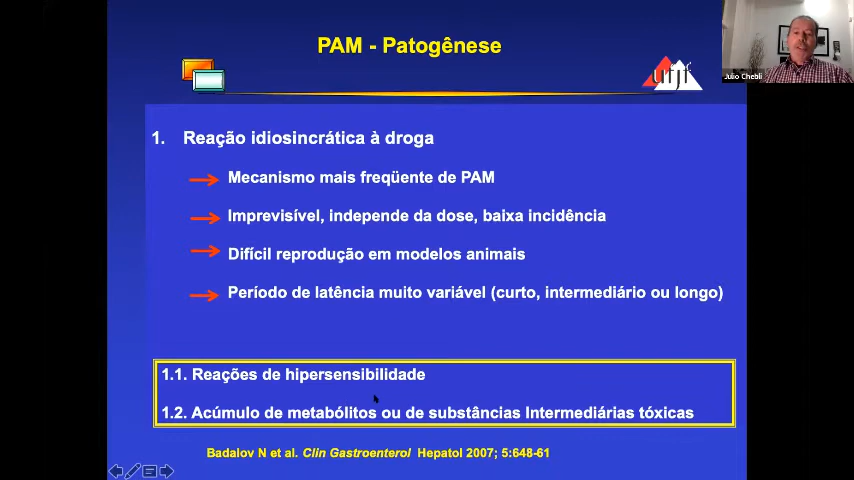 PAM - Patogênese
ufjf
Julio Chebli
1. Reação idiosincrática à droga
Mecanismo mais freqüente de PAM
Imprevisível, independe da dose, baixa incidência
Difícil reprodução em modelos animais
Período de latência muito variável (curto, intermediário ou longo)
1.1. Reações de hipersensibilidade
1.2. Acúmulo de metabólitos ou de substâncias Intermediárias tóxicas
Badalov N et al. Clin Gastroenterol Hepatol 2007; 5:648-61